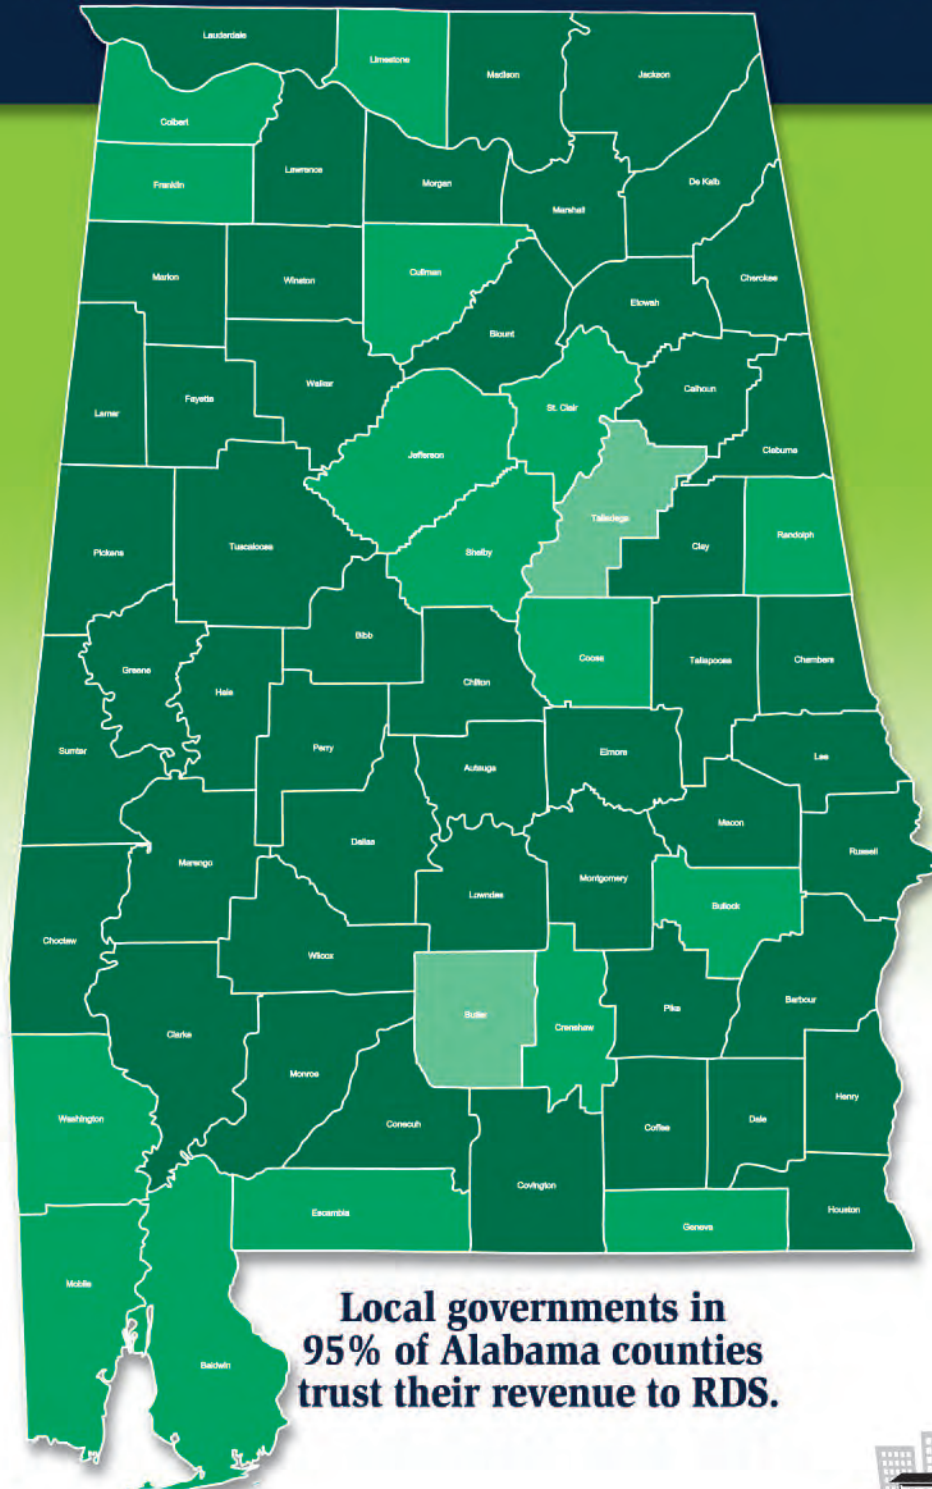 Lauderdale
Limestone
Madison
Jackson
Colbert
Lawrence
Franklin
Morgan
De Kalb
Marshall
Marion
Winston
Cullman
Cherokee
Etowah
Blount
Walker
Calhoun
Fayette
St. Clair
Lamar
Jefferson
Cleburne
Talladega
Randolph
Pickens
Tuscaloosa
Shelby
Clay
Bibb
Coosa
Tallapoosa
Chambers
Greene
Hale
Chilton
Sumter
Perry
Elmore
Lee
Autauga
Macon
Dallas
Russell
Marengo
Montgomery
Lowndes
Bullock
Choctaw
Wilcox
Barbour
Pike
Butler
Crenshaw
Clarke
Monroe
Henry
Washington
Conecuh
Coffee
Dale
Covington
Houston
Escambia
Geneva
Mobile
Baldwin
Local governments in
95% of Alabama counties
trust their revenue to RDS.